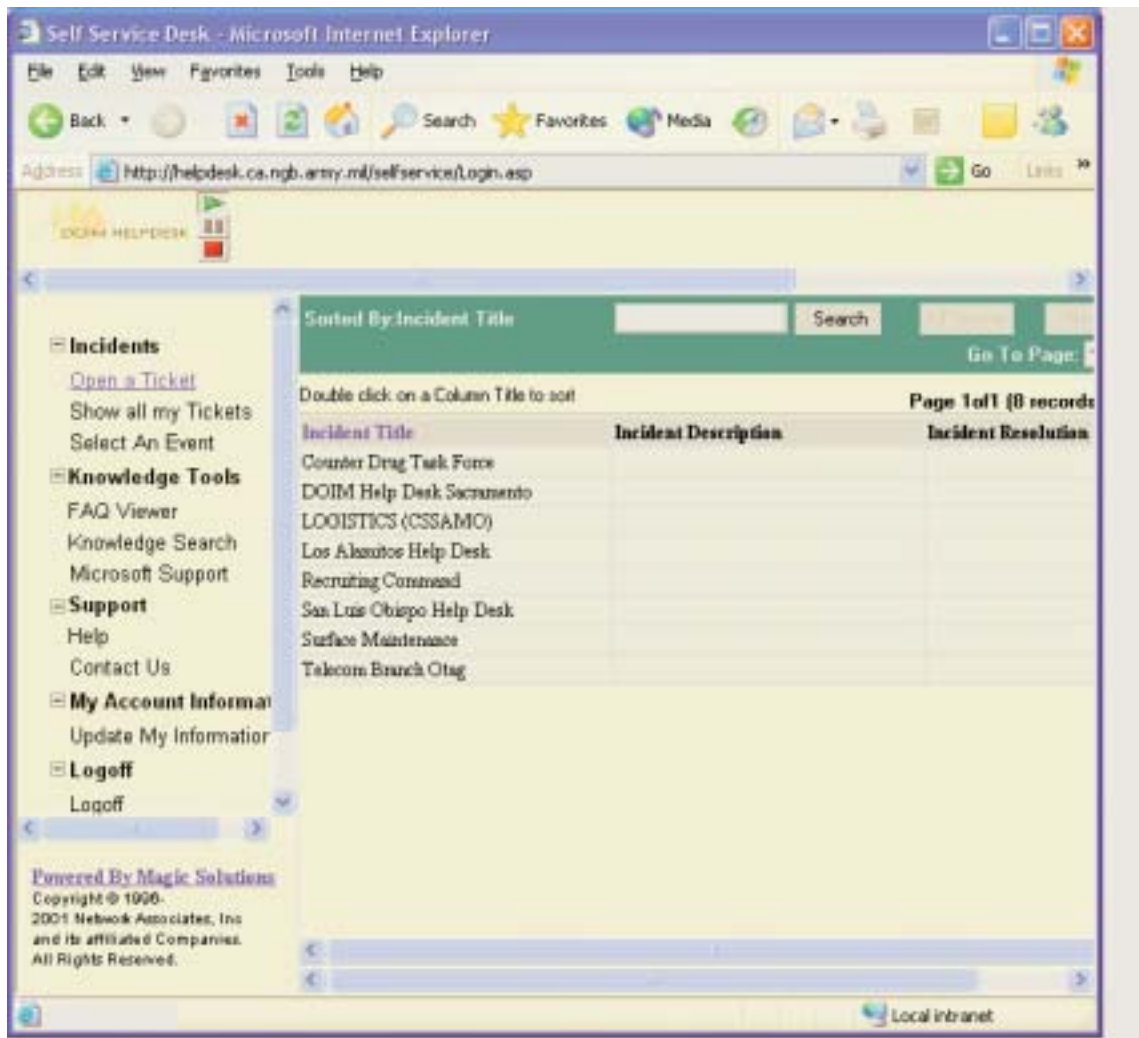 Self Service Desk - Microsoft Internet Explorer
File Edit View Favorites Tools Help
Back Search Favorites Media
Address http://helpdesk.ca.ngb.army.mil/selfservice/Login.asp Go Links »
DOIM HELPDESK
Sorted By:Incident Title Search
Go To Page:
Incidents
Open a Ticket
Show all my Tickets
Select An Event
Knowledge Tools
FAQ Viewer
Knowledge Search
Microsoft Support
Support
Help
Contact Us
My Account Informat
Update My Information
Logoff
Logoff
Powered By Magic Solutions
Copyright © 1996-
2001 Network Associates, Inc
and its affiliated Companies.
All Rights Reserved.
Double click on a Column Title to sort
Page 1of1 (8 records
Incident Title Incident Description Incident Resolution
Counter Drug Task Force
DOIM Help Desk Sacramento
LOGISTICS (CSSAMO)
Los Alamitos Help Desk
Recruiting Command
San Luis Obispo Help Desk
Surface Maintenance
Telecom Branch Otag
Local intranet